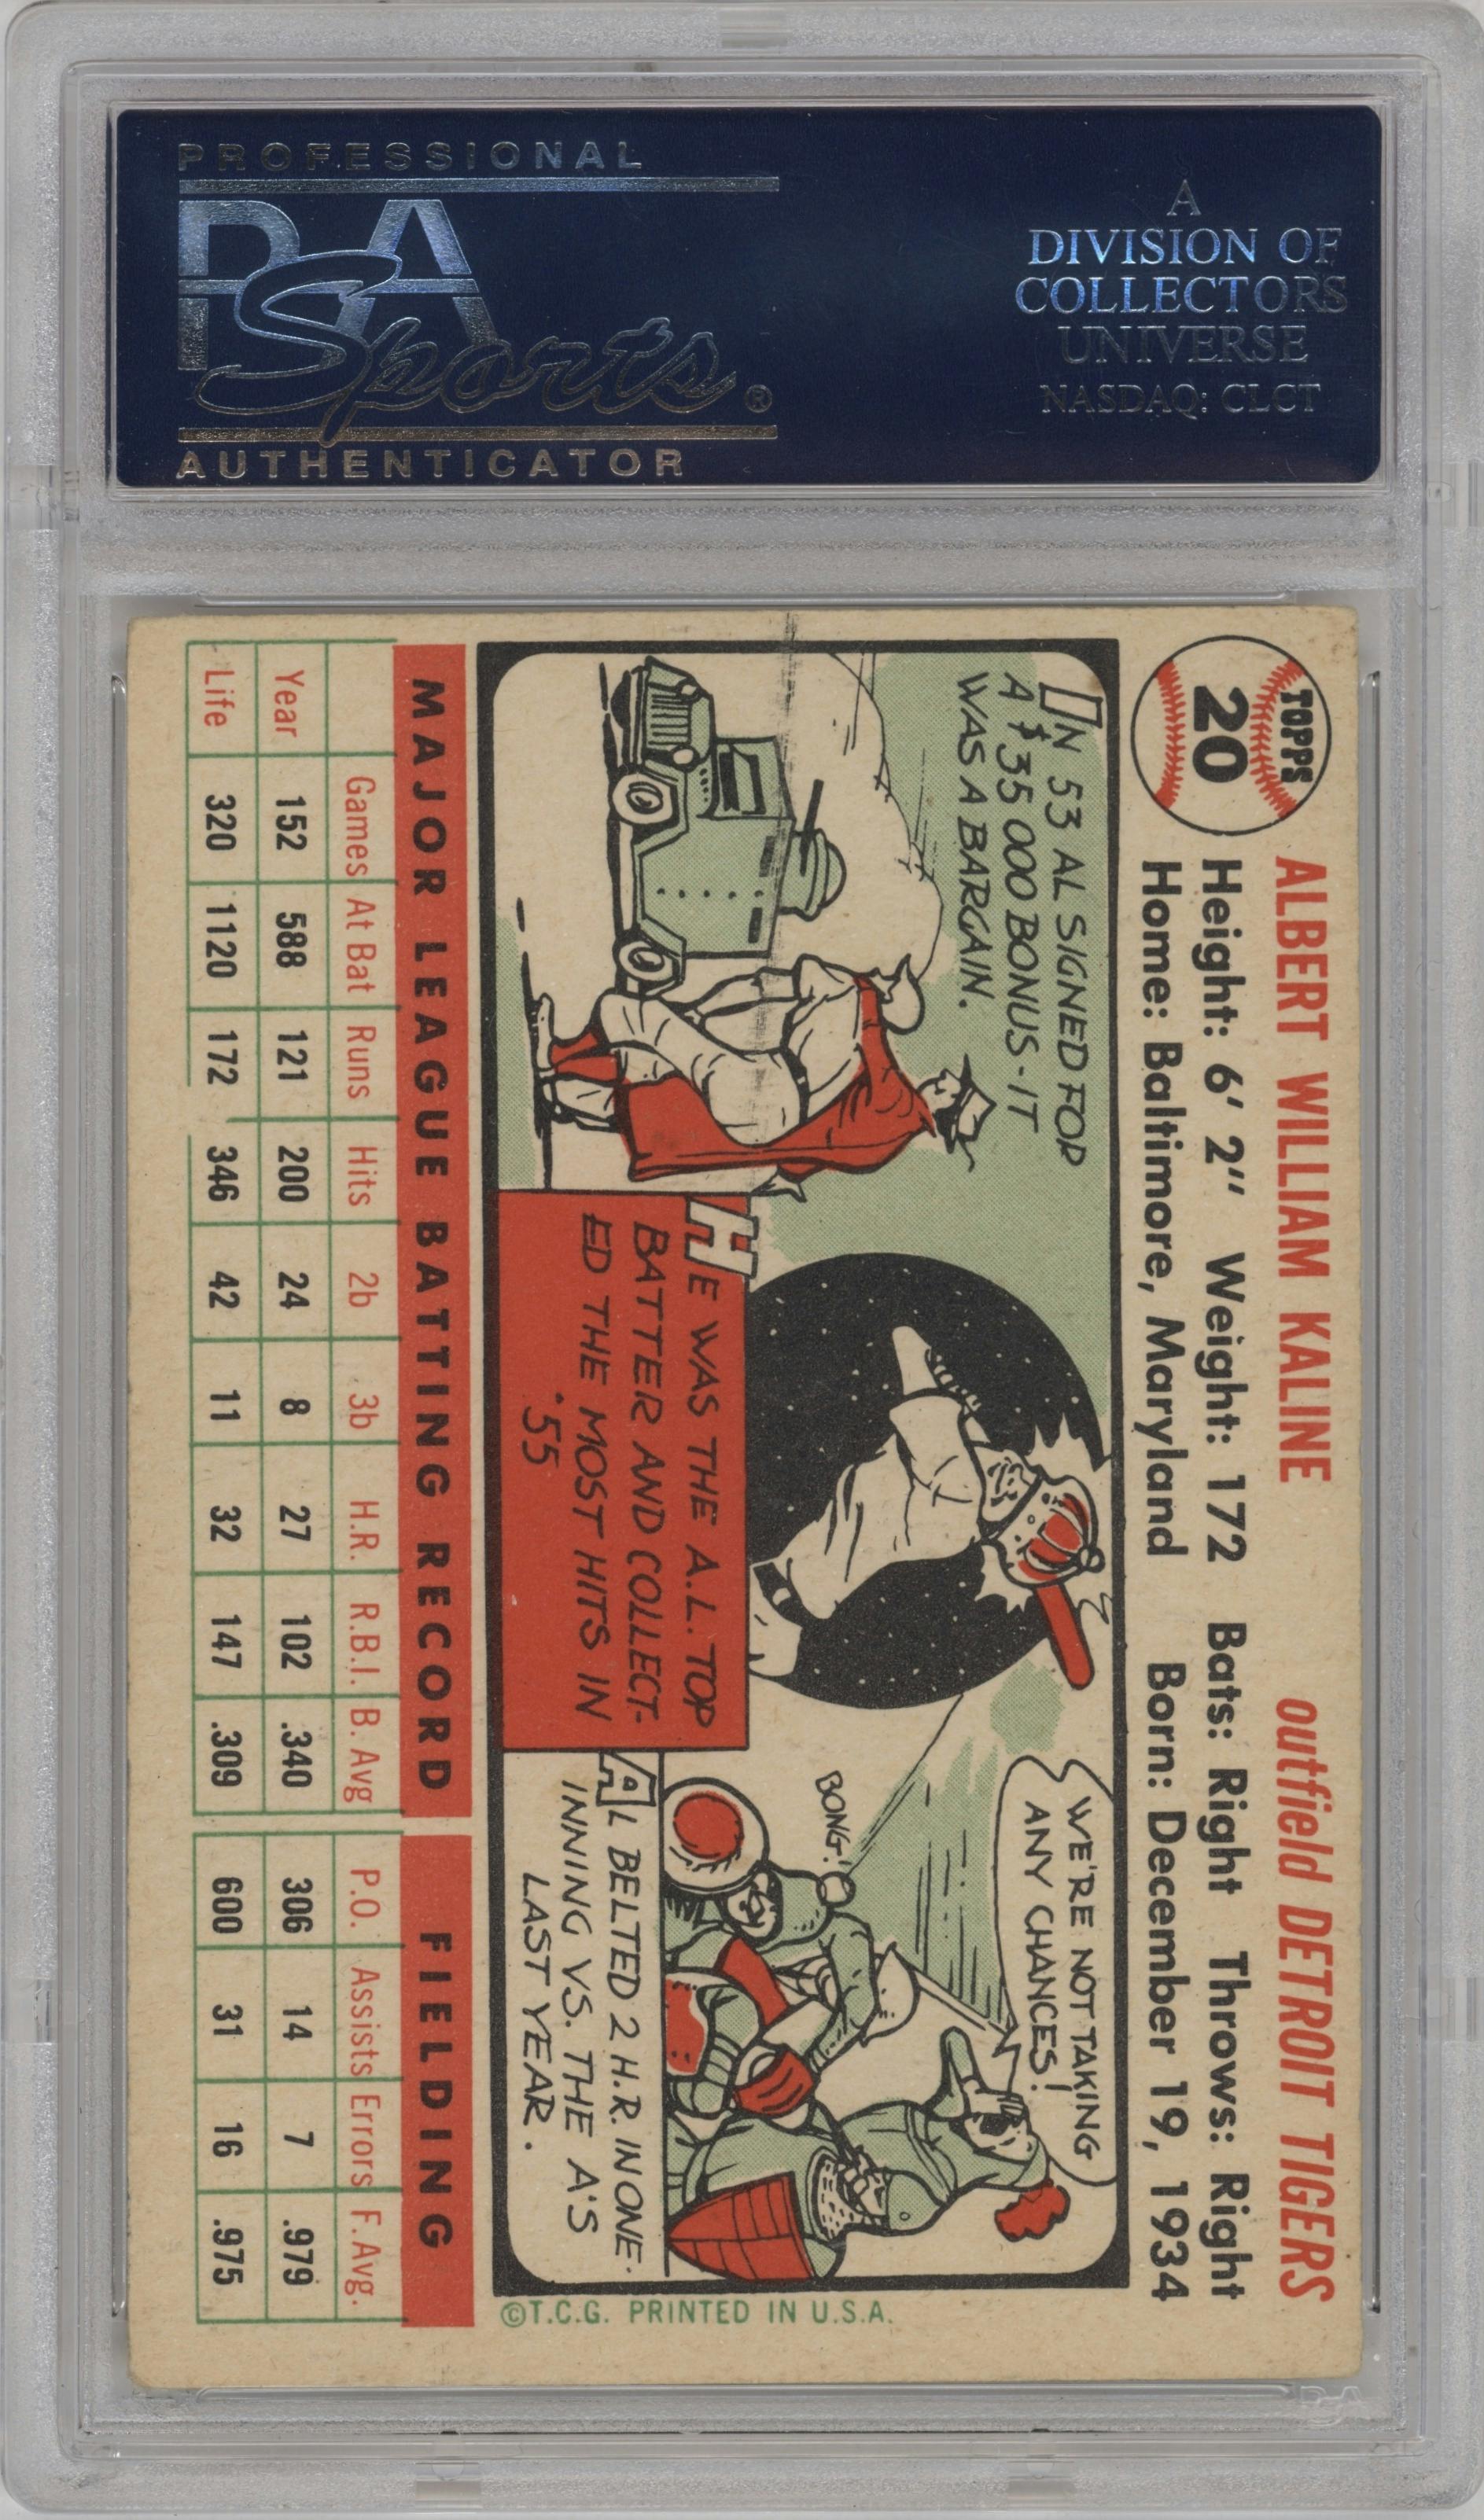 PROFESSIONAL
PSA
Sports®
AUTHENTICATOR
A
DIVISION OF
COLLECTORS
UNIVERSE
NASDAQ: CLCT
TOPPS
20
ALBERT WILLIAM KALINE outfield DETROIT TIGERS
Height: 6' 2" Weight: 172 Bats: Right Throws: Right
Home: Baltimore, Maryland Born: December 19, 1934
IN 53 AL SIGNED FOR
A $35000 BONUS-IT
WAS A BARGAIN.
HE WAS THE A.L. TOP
BATTER AND COLLECT-
ED THE MOST HITS IN
'55
WE'RE NOT TAKING
ANY CHANCES!
BONG!
AL BELTED 2 H.R. IN ONE
INNING VS. THE A'S
LAST YEAR.
©T.C.G. PRINTED IN U.S.A.
MAJOR LEAGUE BATTING RECORD FIELDING
Games At Bat Runs Hits 2b 3b H.R. R.B.I. B. Avg P.O. Assists Errors F. Avg.
Year 152 588 121 200 24 8 27 102 .340 306 14 7 .979
Life 320 1120 172 346 42 11 32 147 .309 600 31 16 .975
PSA